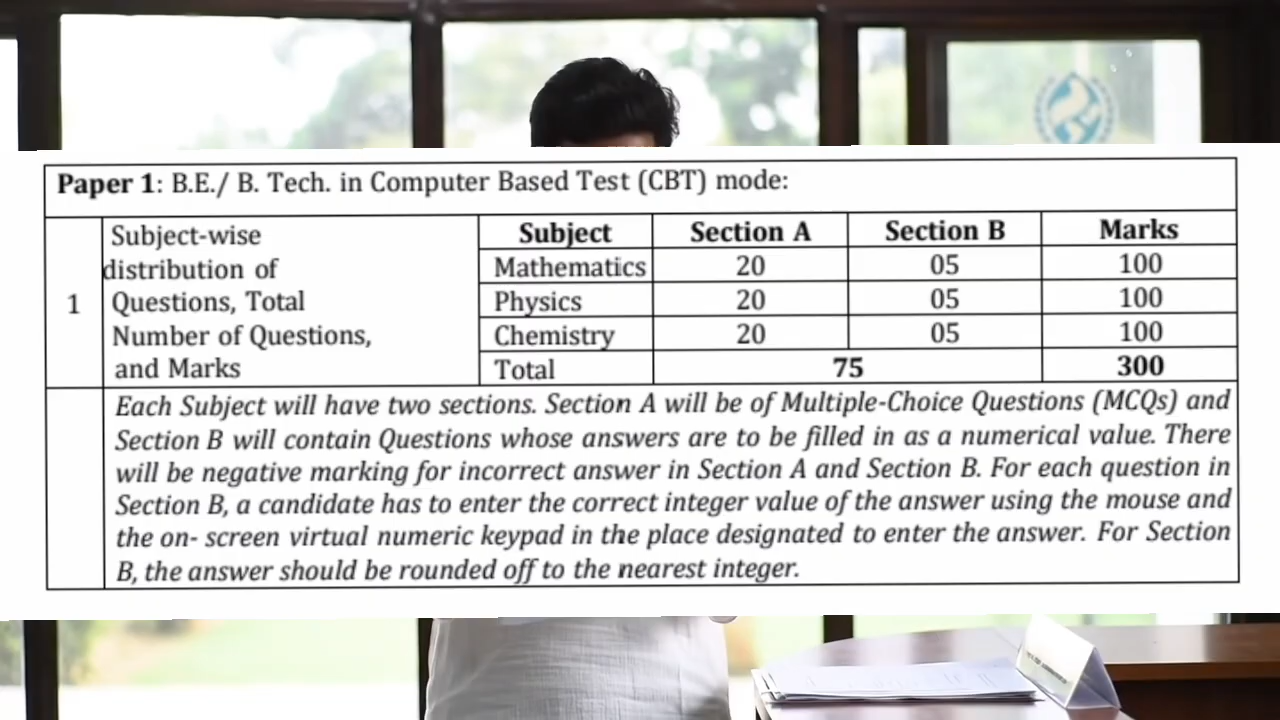 Paper 1: B.E./ B. Tech. in Computer Based Test (CBT) mode:
1
Subject-wise
distribution of
Questions, Total
Number of Questions,
and Marks
Subject Section A Section B Marks
Mathematics 20 05 100
Physics 20 05 100
Chemistry 20 05 100
Total 75 300
Each Subject will have two sections. Section A will be of Multiple-Choice Questions (MCQs) and
Section B will contain Questions whose answers are to be filled in as a numerical value. There
will be negative marking for incorrect answer in Section A and Section B. For each question in
Section B, a candidate has to enter the correct integer value of the answer using the mouse and
the on- screen virtual numeric keypad in the place designated to enter the answer. For Section
B, the answer should be rounded off to the nearest integer.